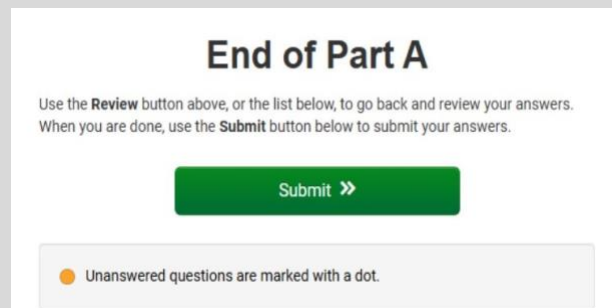 End of Part A
Use the Review button above, or the list below, to go back and review your answers.
When you are done, use the Submit button below to submit your answers.
Submit »
Unanswered questions are marked with a dot.